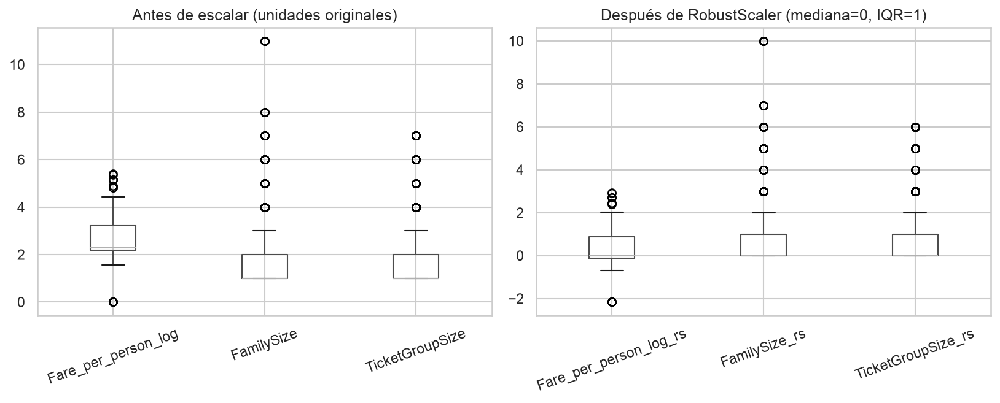 Antes de escalar (unidades originales)
10
8
6
4
2
0
Fare_per_person_log
FamilySize
TicketGroupSize
Después de RobustScaler (mediana=0, IQR=1)
10
8
6
4
2
0
−2
Fare_per_person_log_rs
FamilySize_rs
TicketGroupSize_rs